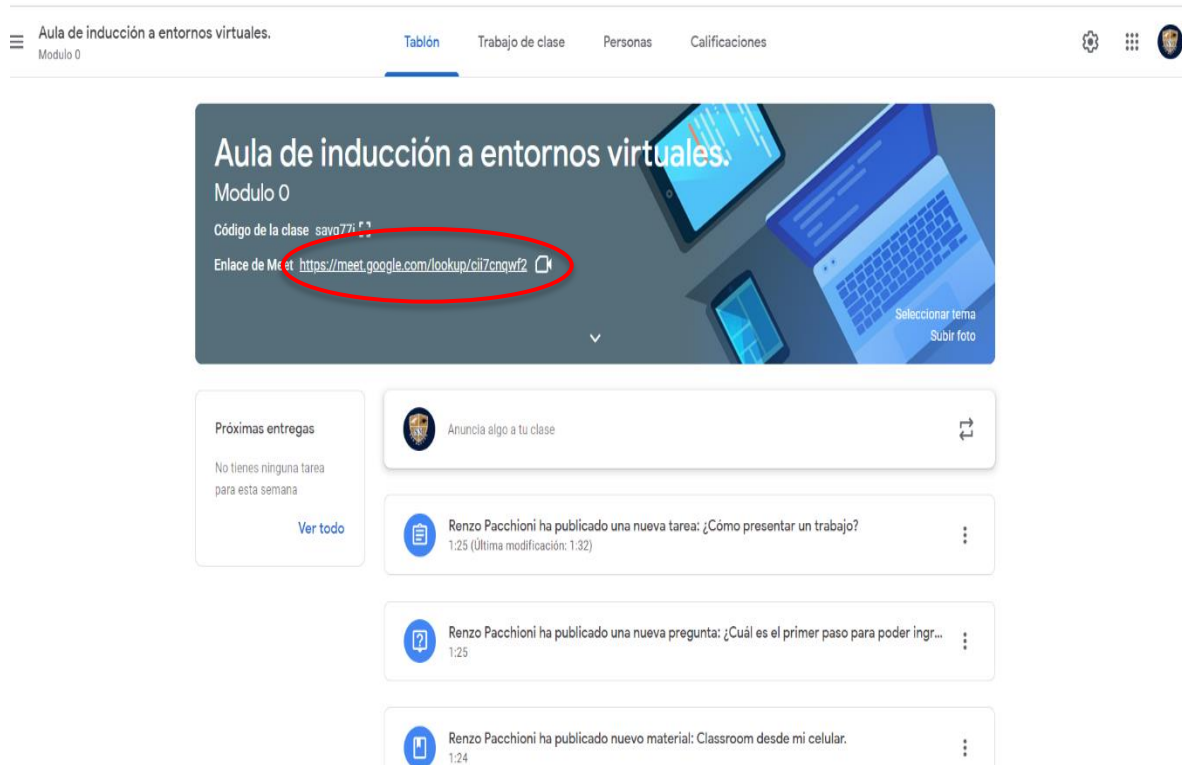 Aula de inducción a entornos virtuales.
Modulo 0
Tablón Trabajo de clase Personas Calificaciones
Aula de inducción a entornos virtuales.
Modulo 0
Código de la clase
Enlace de Meet https://meet.google.com/lookup/cii7cnqwf2
Seleccionar tema
Subir foto
Próximas entregas
No tienes ninguna tarea
para esta semana
Ver todo
Anuncia algo a tu clase
Renzo Pacchioni ha publicado una nueva tarea: ¿Cómo presentar un trabajo?
1:25 (Última modificación: 1:32)
Renzo Pacchioni ha publicado una nueva pregunta: ¿Cuál es el primer paso para poder ingr...
1:25
Renzo Pacchioni ha publicado nuevo material: Classroom desde mi celular.
1:24